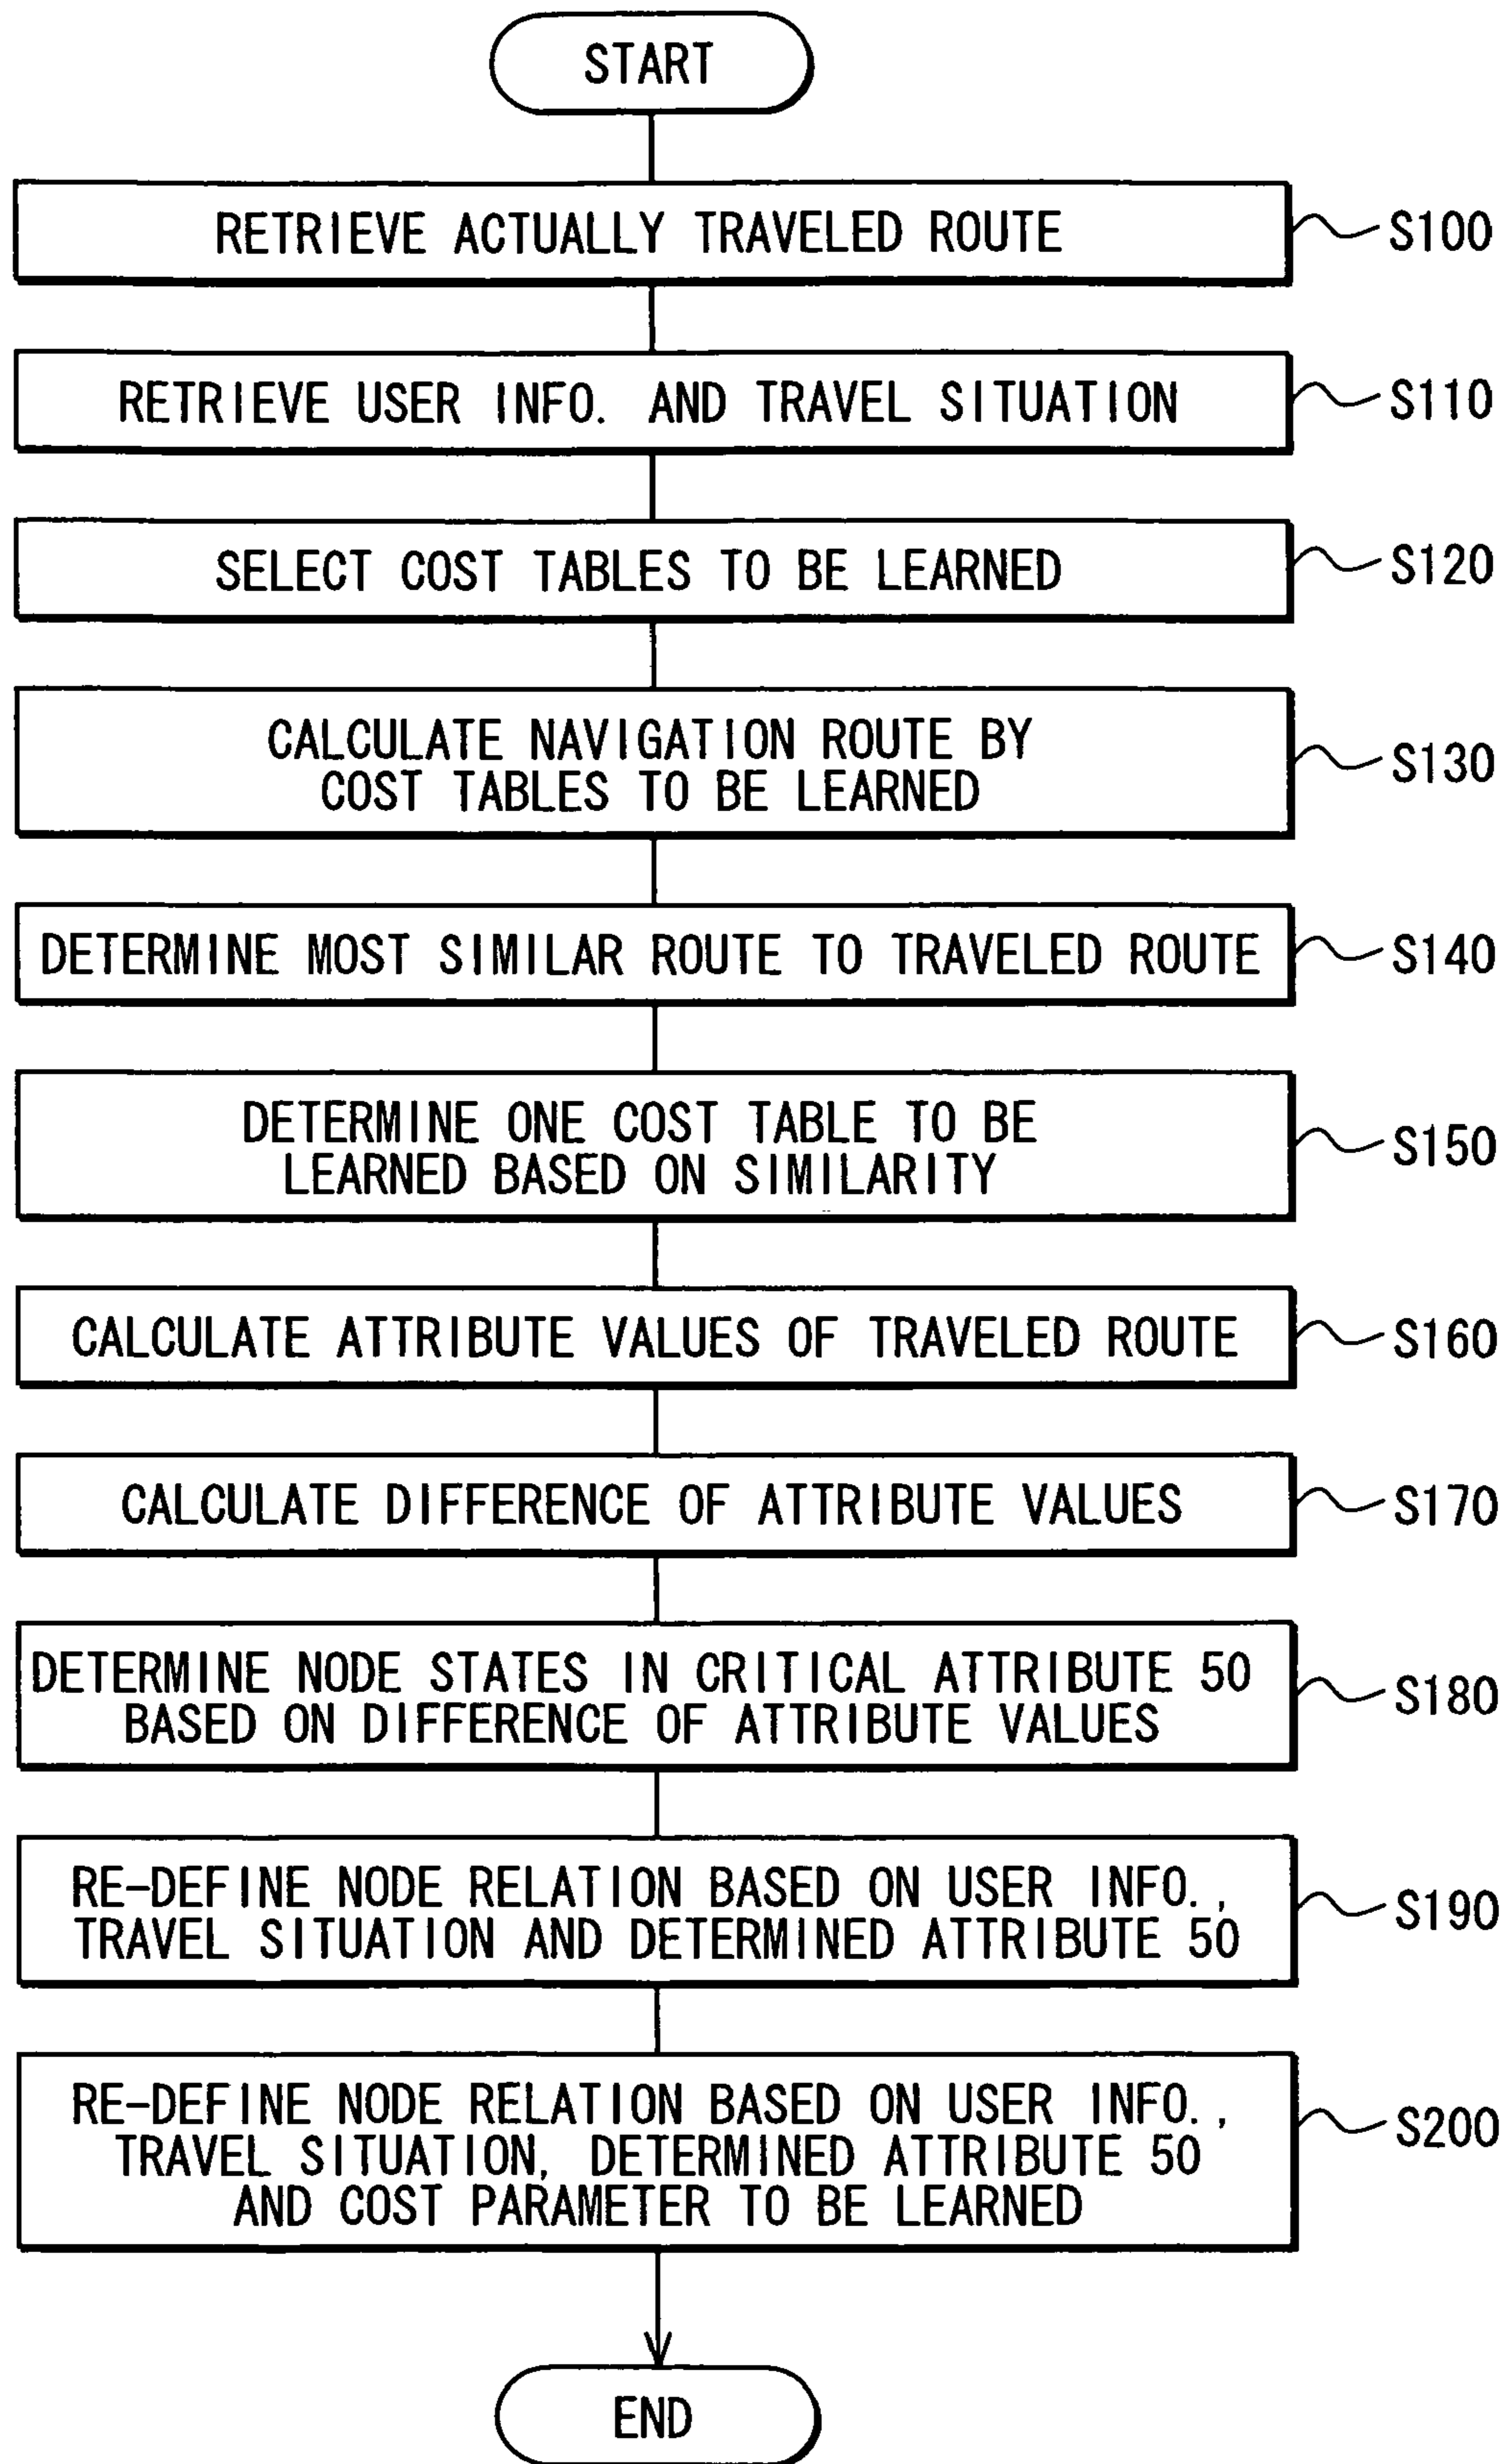 START
RETRIEVE ACTUALLY TRAVELED ROUTE
S100
RETRIEVE USER INFO. AND TRAVEL SITUATION
S110
SELECT COST TABLES TO BE LEARNED
S120
CALCULATE NAVIGATION ROUTE BY
COST TABLES TO BE LEARNED
S130
DETERMINE MOST SIMILAR ROUTE TO TRAVELED ROUTE
S140
DETERMINE ONE COST TABLE TO BE
LEARNED BASED ON SIMILARITY
S150
CALCULATE ATTRIBUTE VALUES OF TRAVELED ROUTE
S160
CALCULATE DIFFERENCE OF ATTRIBUTE VALUES
S170
DETERMINE NODE STATES IN CRITICAL ATTRIBUTE 50
BASED ON DIFFERENCE OF ATTRIBUTE VALUES
S180
RE-DEFINE NODE RELATION BASED ON USER INFO.,
TRAVEL SITUATION AND DETERMINED ATTRIBUTE 50
S190
RE-DEFINE NODE RELATION BASED ON USER INFO.,
TRAVEL SITUATION, DETERMINED ATTRIBUTE 50
AND COST PARAMETER TO BE LEARNED
S200
END